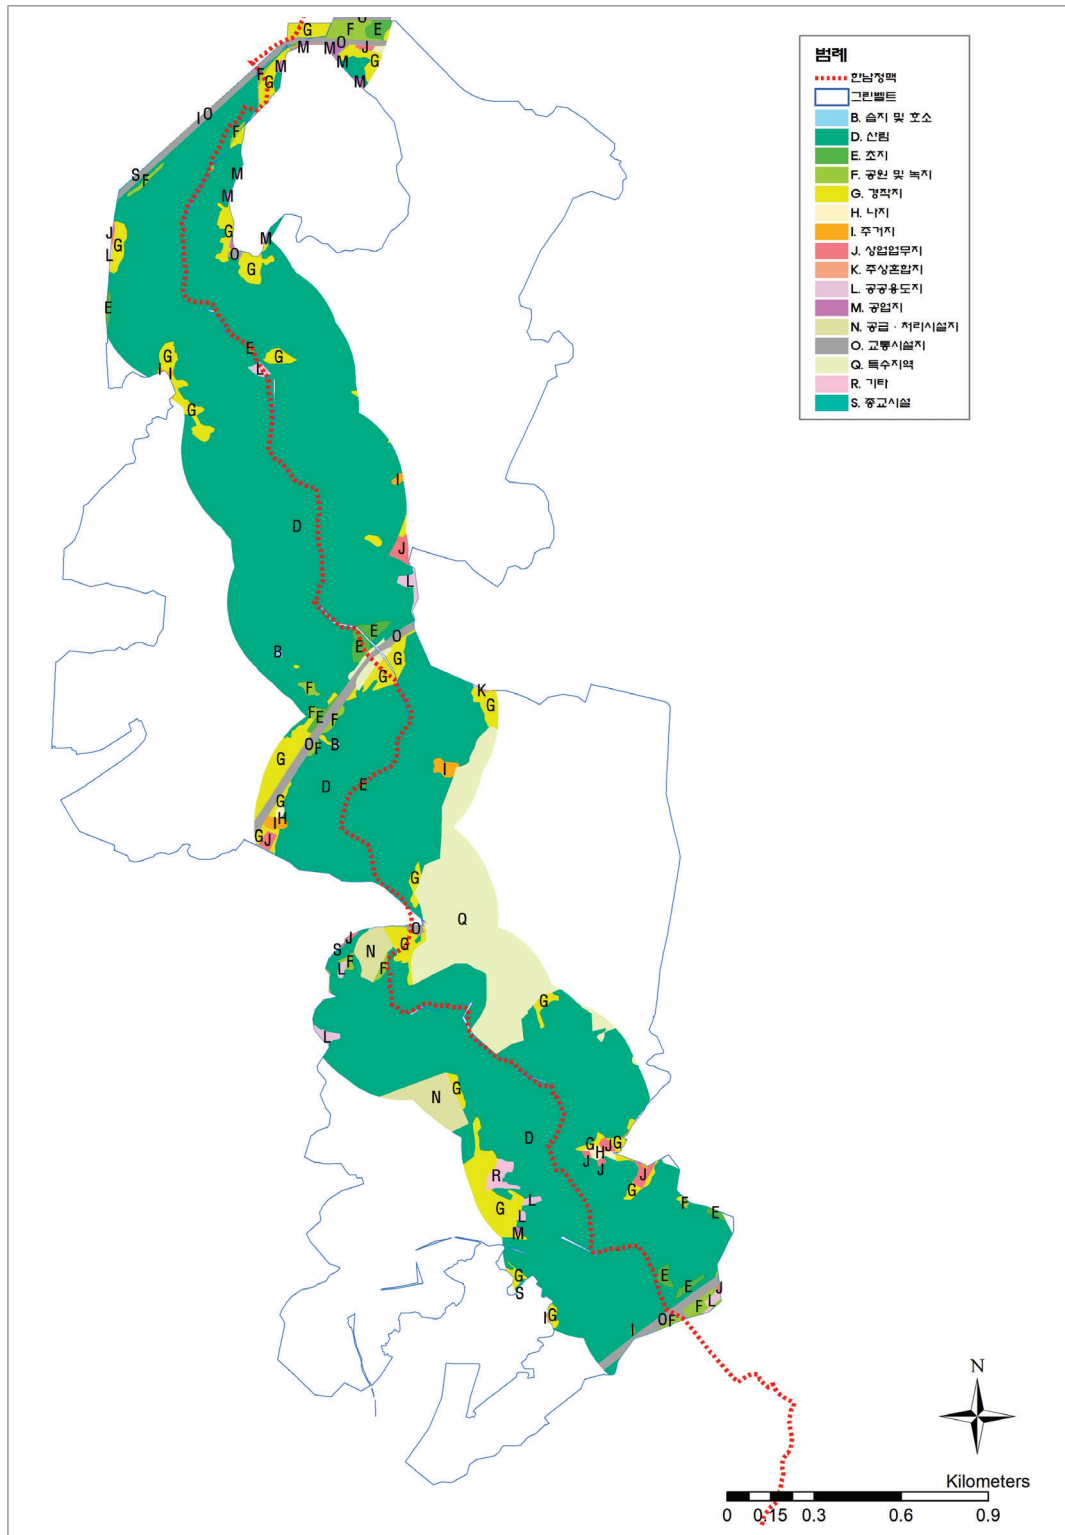 범례
한남정맥
그린벨트
B. 습지 및 호소
D. 산림
E. 초지
F. 공원 및 녹지
G. 경작지
H. 나지
I. 주거지
J. 상업업무지
K. 주상혼합지
L. 공공용도지
M. 공업지
N. 공급 · 처리시설지
O. 교통시설지
Q. 특수지역
R. 기타
S. 종교시설
G F O E
M M O J
F G M M M G
I O
F
S F M
M
J G G M
L O G
E
E G
G L
I I
G
I
D
J
L
E
E O
B G
G
F K
F E F G
O F B
G I
D E
G
I H
G J
G
Q
O
J G
S N
L F F
G
L
G
N
D G J G
H
J J
R J
G
L
G L F
M E
G E
S E
J
L
I G F
O F
I
N
Kilometers
0 0.15 0.3 0.6 0.9